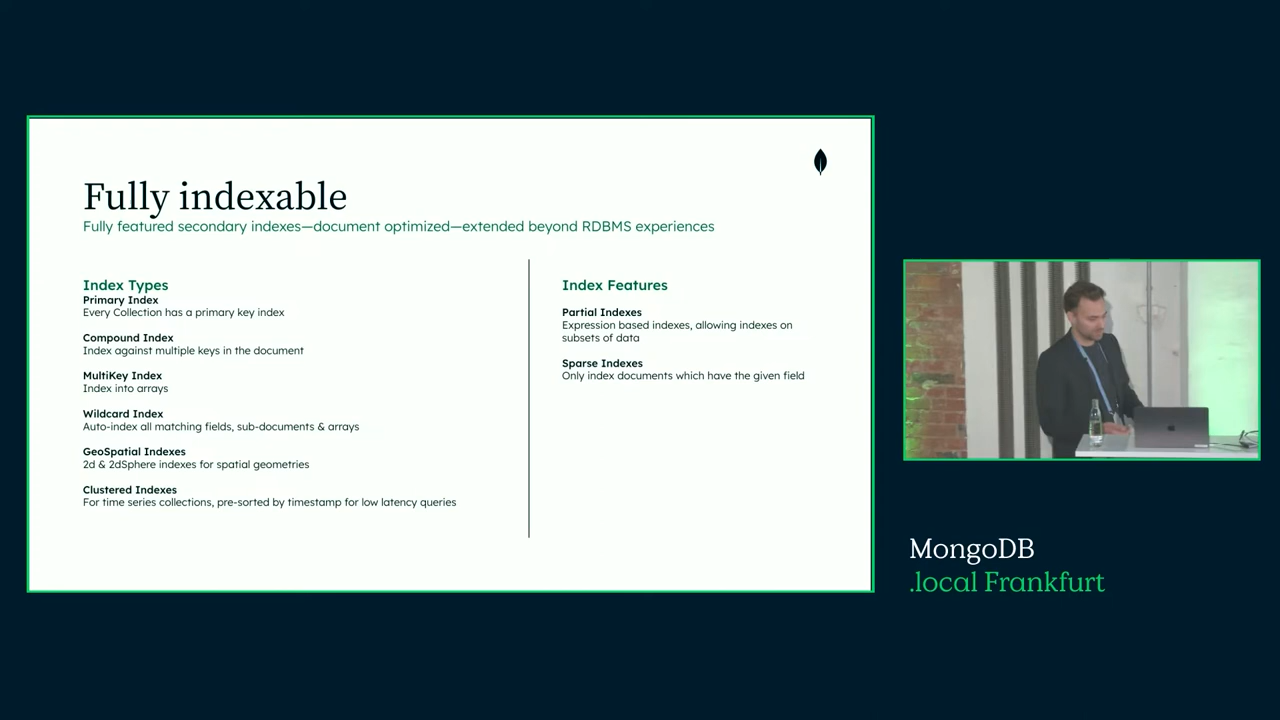 Fully indexable
Fully featured secondary indexes—document optimized—extended beyond RDBMS experiences
Index Types
Primary Index
Every Collection has a primary key index
Compound Index
Index against multiple keys in the document
MultiKey Index
Index into arrays
Wildcard Index
Auto-index all matching fields, sub-documents & arrays
GeoSpatial Indexes
2d & 2dSphere indexes for spatial geometries
Clustered Indexes
For time series collections, pre-sorted by timestamp for low latency queries
Index Features
Partial Indexes
Expression based indexes, allowing indexes on
subsets of data
Sparse Indexes
Only index documents which have the given field
MongoDB
.local Frankfurt